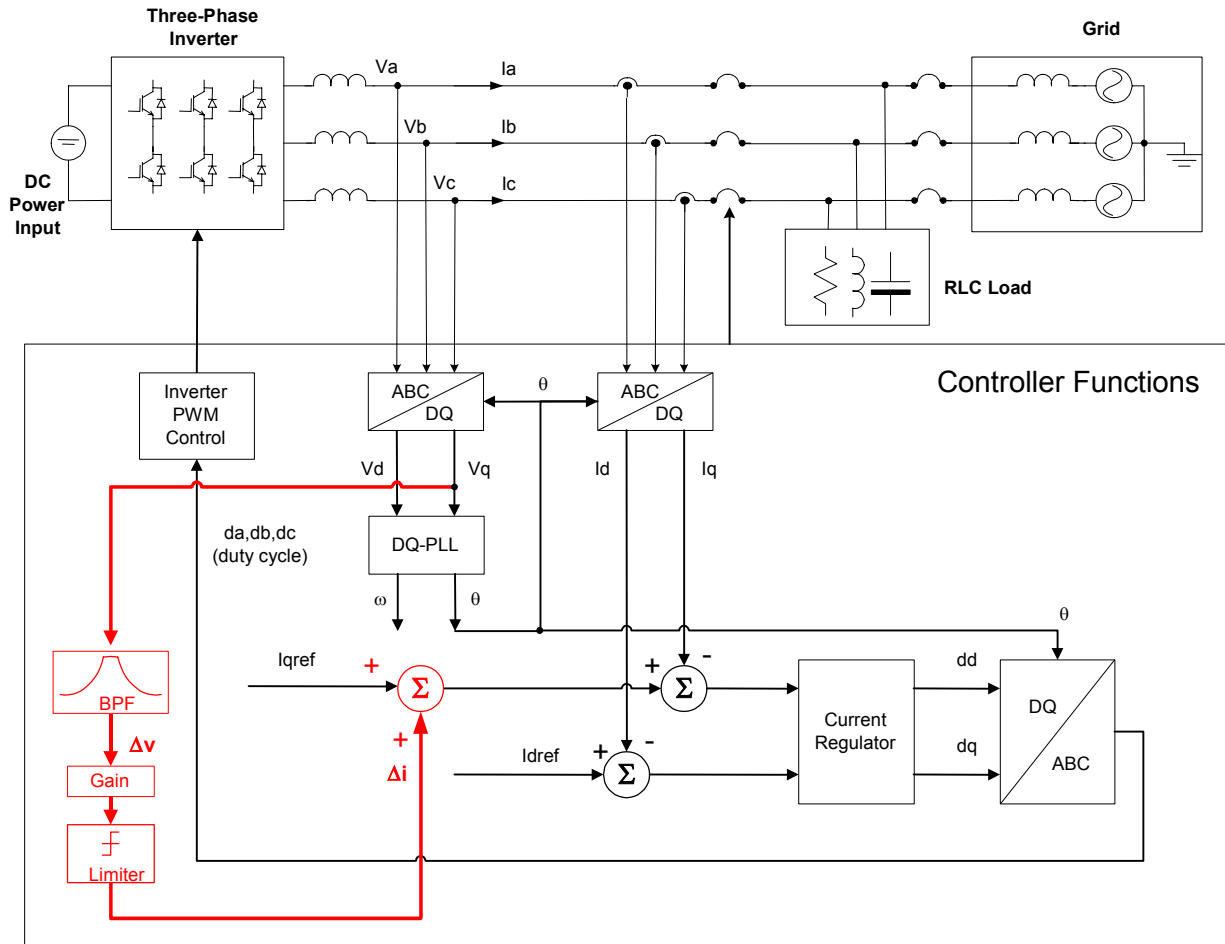 Three-Phase
Inverter
Grid
Va
Ia
Vb
Ib
Vc
Ic
DC
Power
Input
RLC Load
Controller Functions
Inverter
PWM
Control
ABC
DQ
θ
ABC
DQ
Vd
Vq
Id
Iq
da,db,dc
(duty cycle)
DQ-PLL
ω
θ
θ
BPF
Iqref
+
Σ
+
-
Σ
dd
DQ
ABC
Current
Regulator
Δv
+
Δi
Idref
+
-
Σ
dq
Gain
Limiter